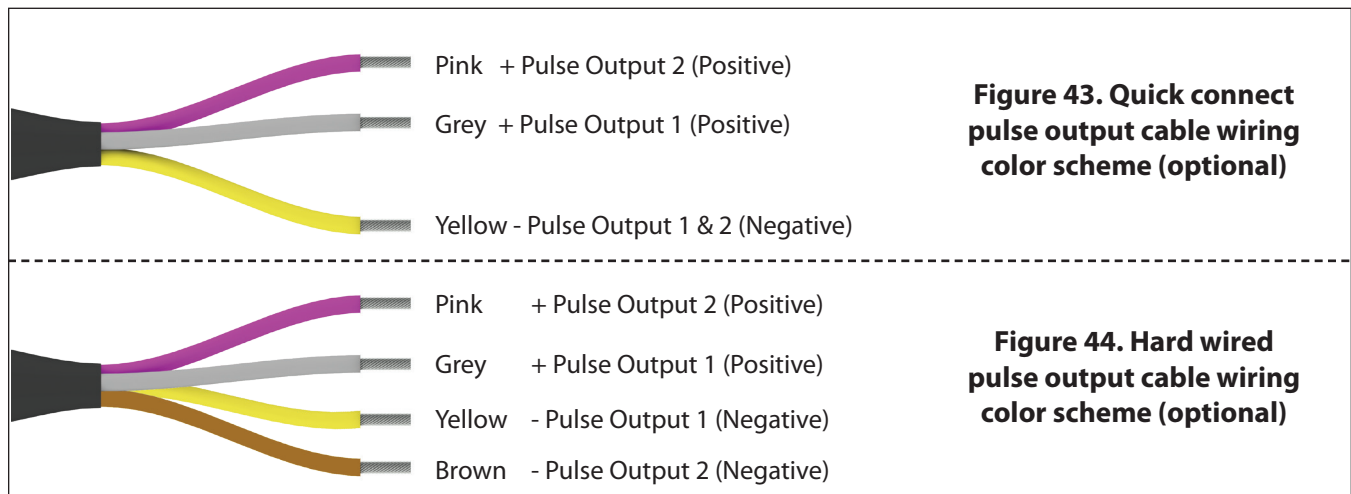 Pink + Pulse Output 2 (Positive)
Grey + Pulse Output 1 (Positive)
Yellow - Pulse Output 1 & 2 (Negative)
Figure 43. Quick connect
pulse output cable wiring
color scheme (optional)
Pink + Pulse Output 2 (Positive)
Grey + Pulse Output 1 (Positive)
Yellow - Pulse Output 1 (Negative)
Brown - Pulse Output 2 (Negative)
Figure 44. Hard wired
pulse output cable wiring
color scheme (optional)